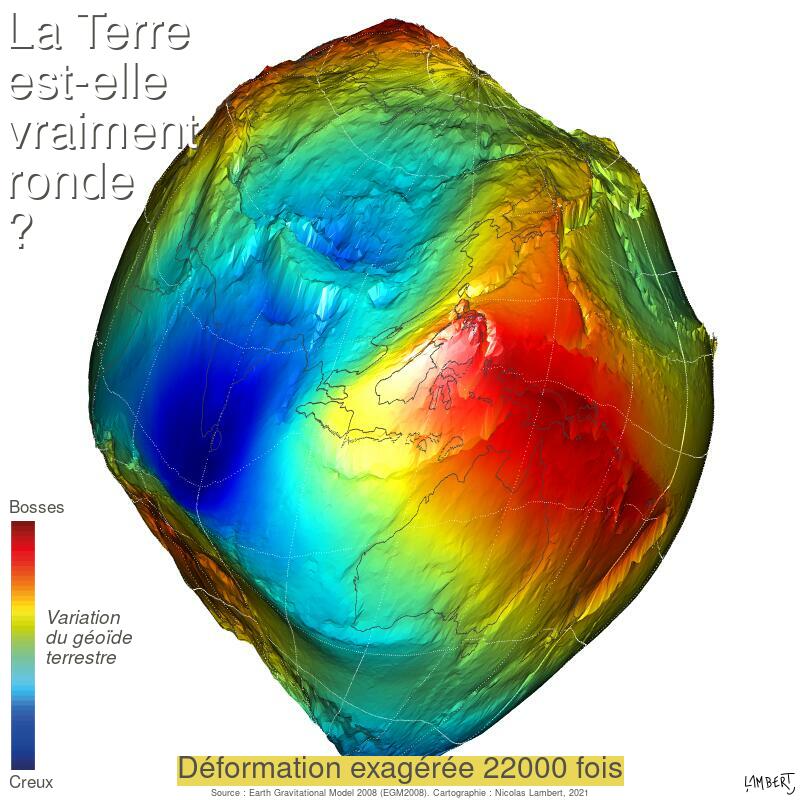 La Terre
est-elle
vraiment
ronde
?
Bosses
Variation
du géoïde
terrestre
Creux
Déformation exagérée 22000 fois
Source : Earth Gravitational Model 2008 (EGM2008). Cartographie : Nicolas Lambert, 2021
LAMBERT